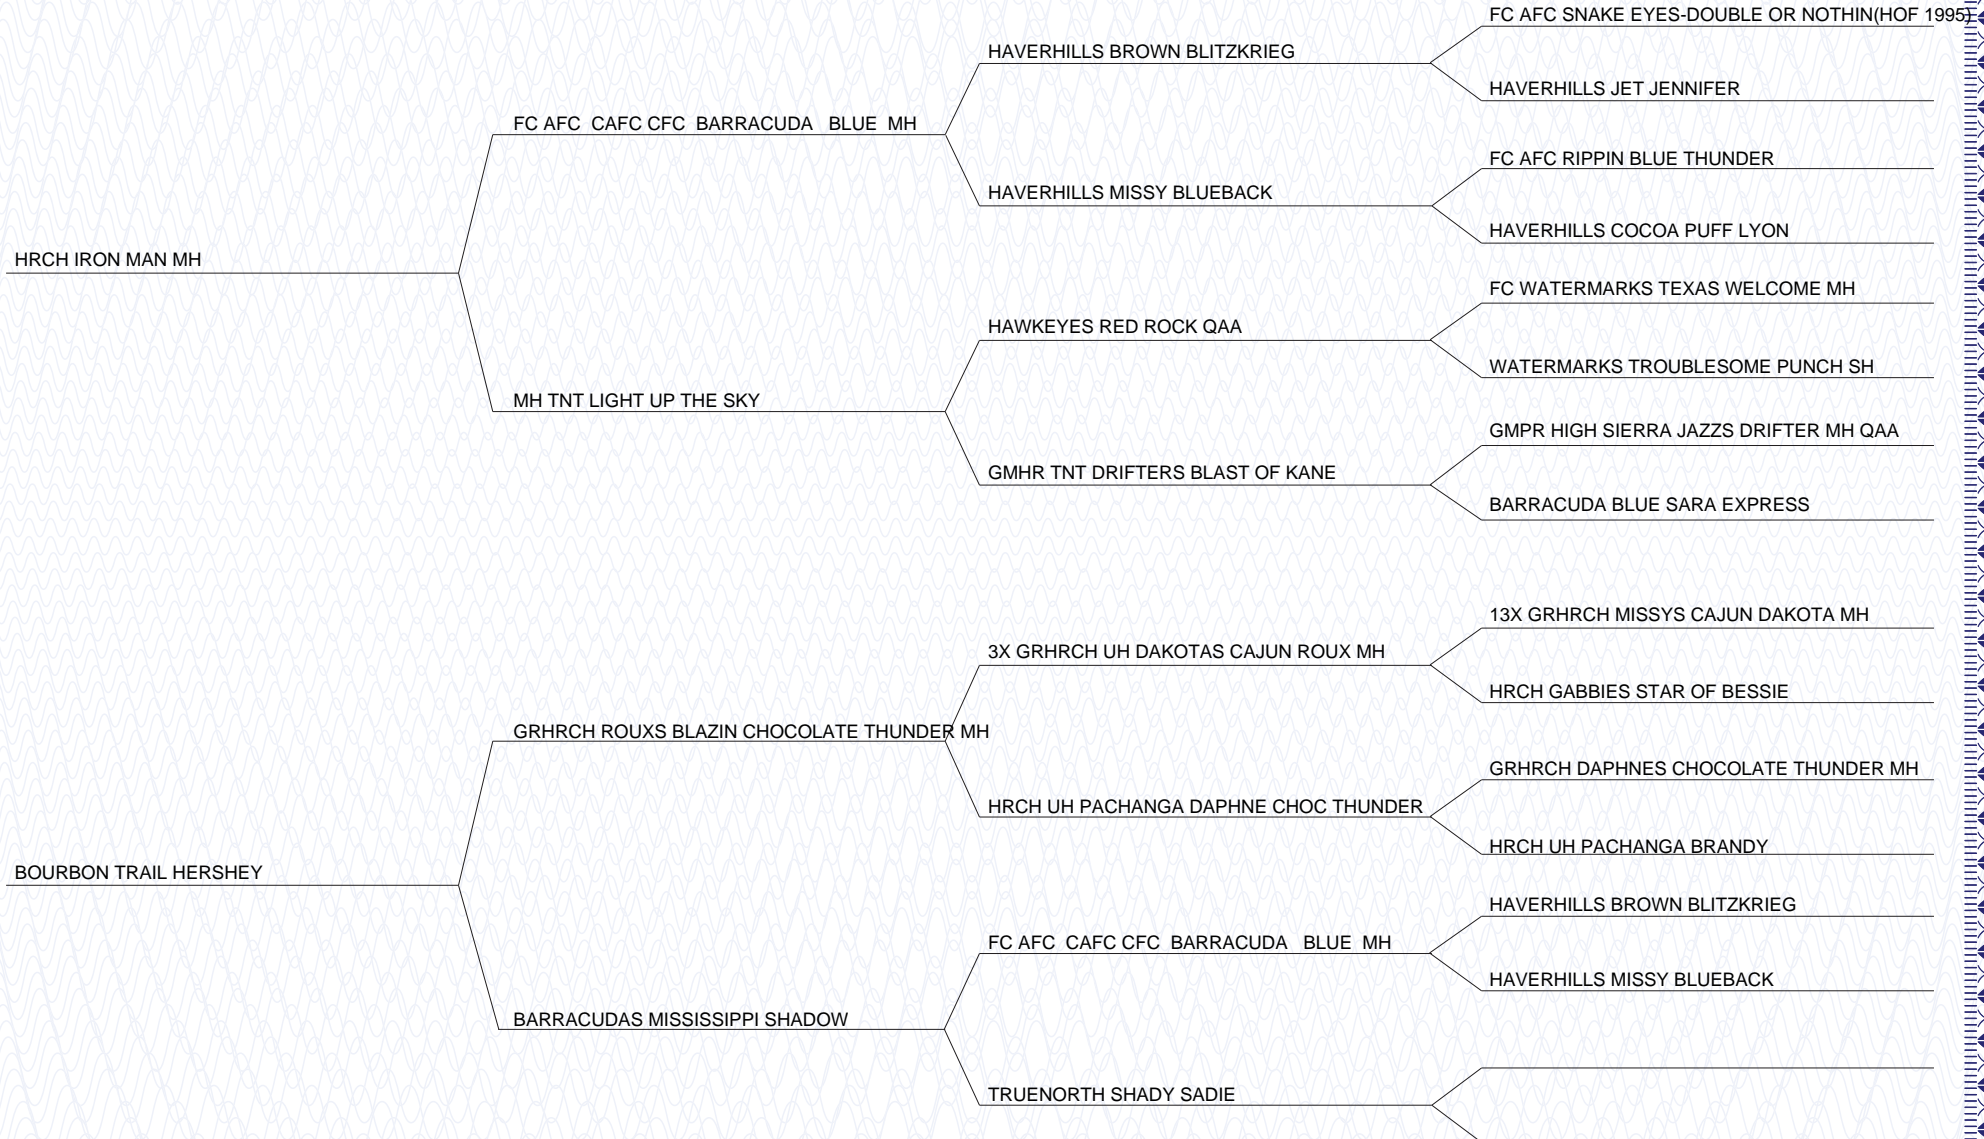 FC AFC SNAKE EYES-DOUBLE OR NOTHIN(HOF 1995)
HAVERHILLS BROWN BLITZKRIEG
HAVERHILLS JET JENNIFER
FC AFC  CAFC CFC  BARRACUDA   BLUE  MH
FC AFC RIPPIN BLUE THUNDER
HAVERHILLS MISSY BLUEBACK
HAVERHILLS COCOA PUFF LYON
HRCH IRON MAN MH
FC WATERMARKS TEXAS WELCOME MH
HAWKEYES RED ROCK QAA
WATERMARKS TROUBLESOME PUNCH SH
MH TNT LIGHT UP THE SKY
GMPR HIGH SIERRA JAZZS DRIFTER MH QAA
GMHR TNT DRIFTERS BLAST OF KANE
BARRACUDA BLUE SARA EXPRESS
13X GRHRCH MISSYS CAJUN DAKOTA MH
3X GRHRCH UH DAKOTAS CAJUN ROUX MH
HRCH GABBIES STAR OF BESSIE
GRHRCH ROUXS BLAZIN CHOCOLATE THUNDER MH
GRHRCH DAPHNES CHOCOLATE THUNDER MH
HRCH UH PACHANGA DAPHNE CHOC THUNDER
HRCH UH PACHANGA BRANDY
BOURBON TRAIL HERSHEY
HAVERHILLS BROWN BLITZKRIEG
FC AFC  CAFC CFC  BARRACUDA   BLUE  MH
HAVERHILLS MISSY BLUEBACK
BARRACUDAS MISSISSIPPI SHADOW
TRUENORTH SHADY SADIE